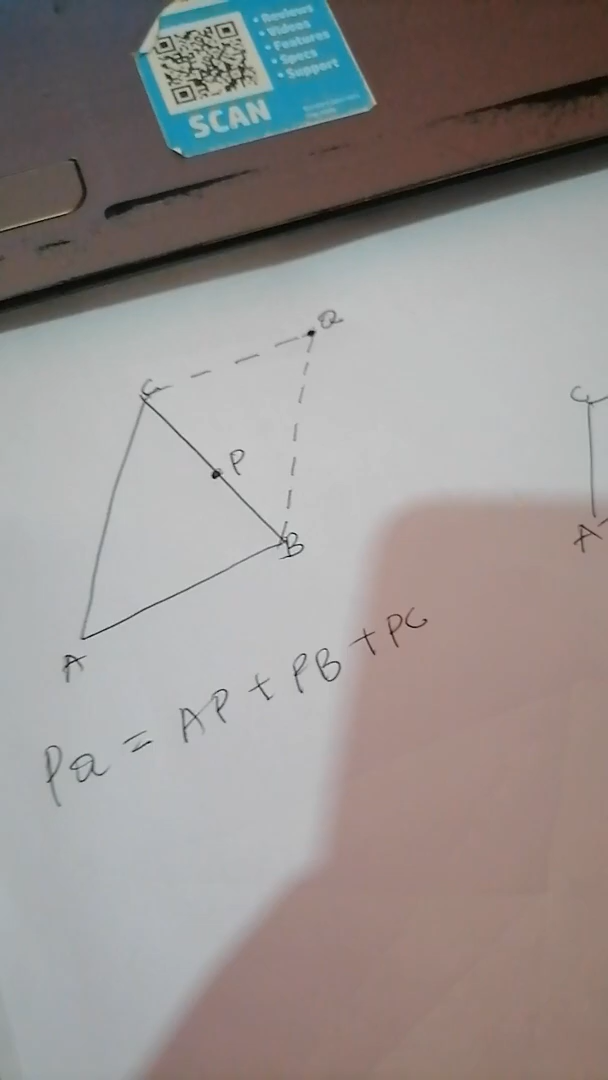 • Reviews
• Videos
• Features
• Specs
• Support
SCAN
Q
C
P
B
A
C
A
PQ = AP + PB + PC